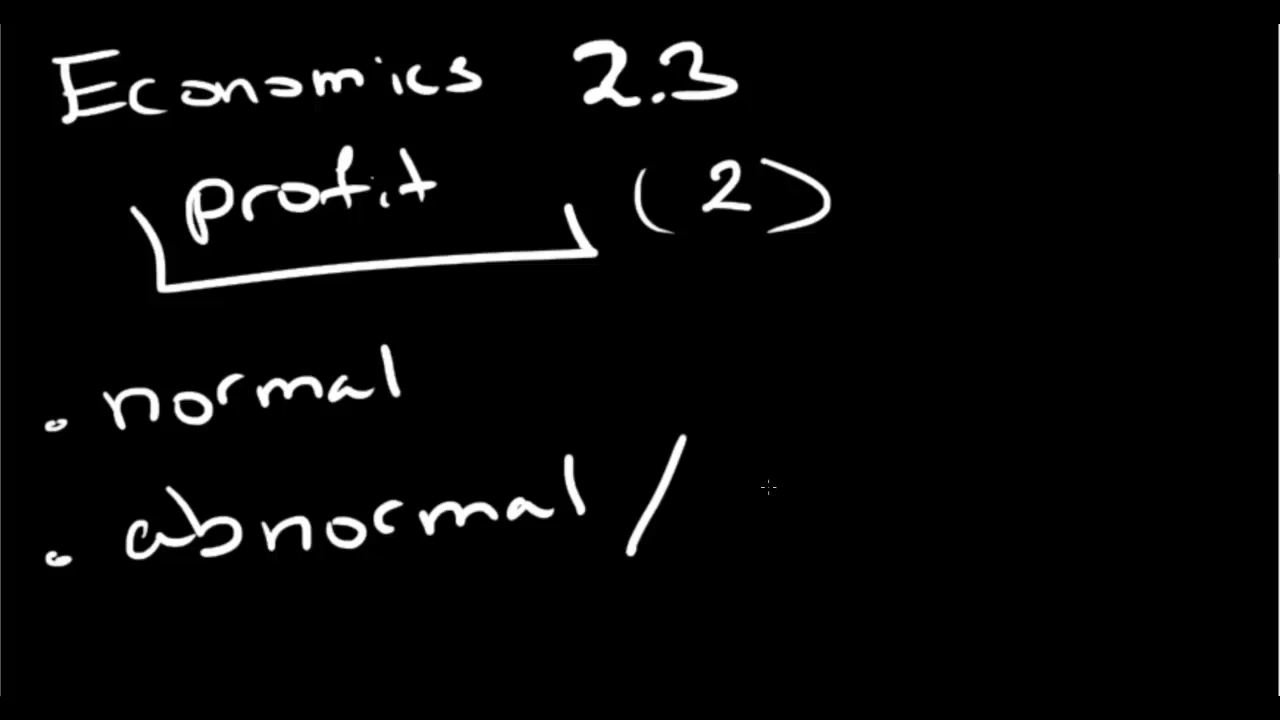 Economics 2.3
profit (2)
• normal
• abnormal /